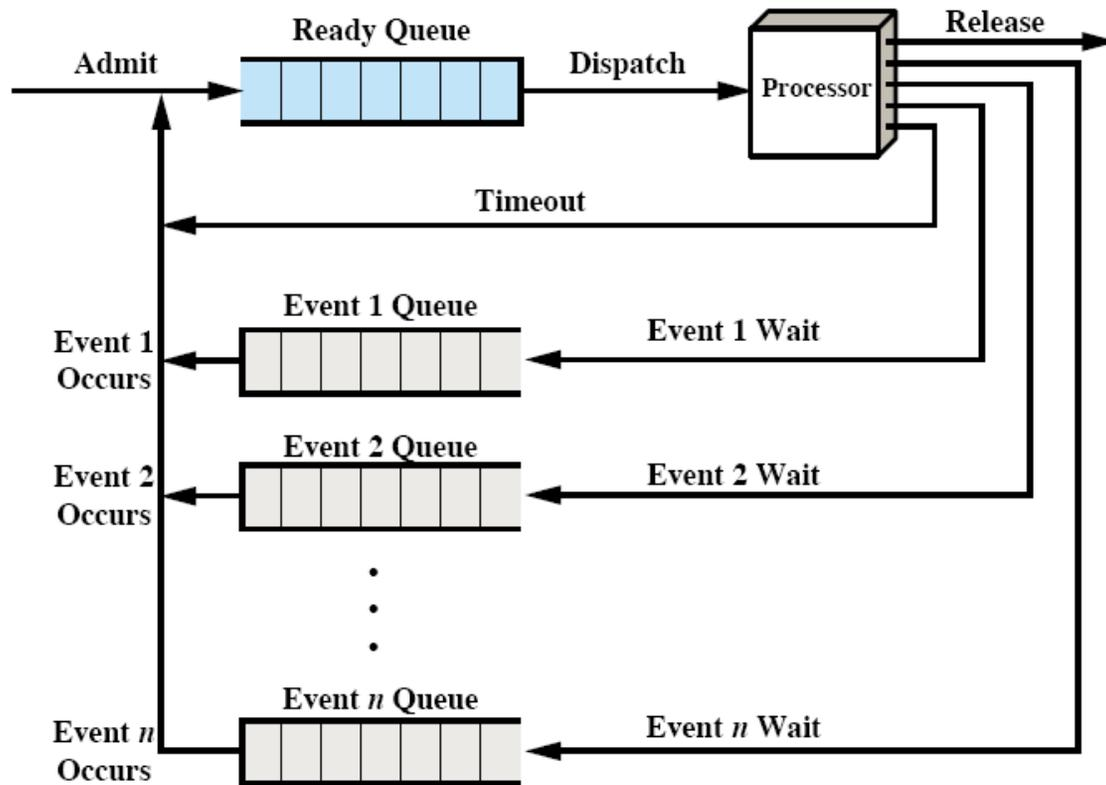 Ready Queue
Release
Admit
Dispatch
Processor
Timeout
Event 1 Queue
Event 1
Occurs
Event 1 Wait
Event 2 Queue
Event 2
Occurs
Event 2 Wait
Event n Queue
Event n
Occurs
Event n Wait